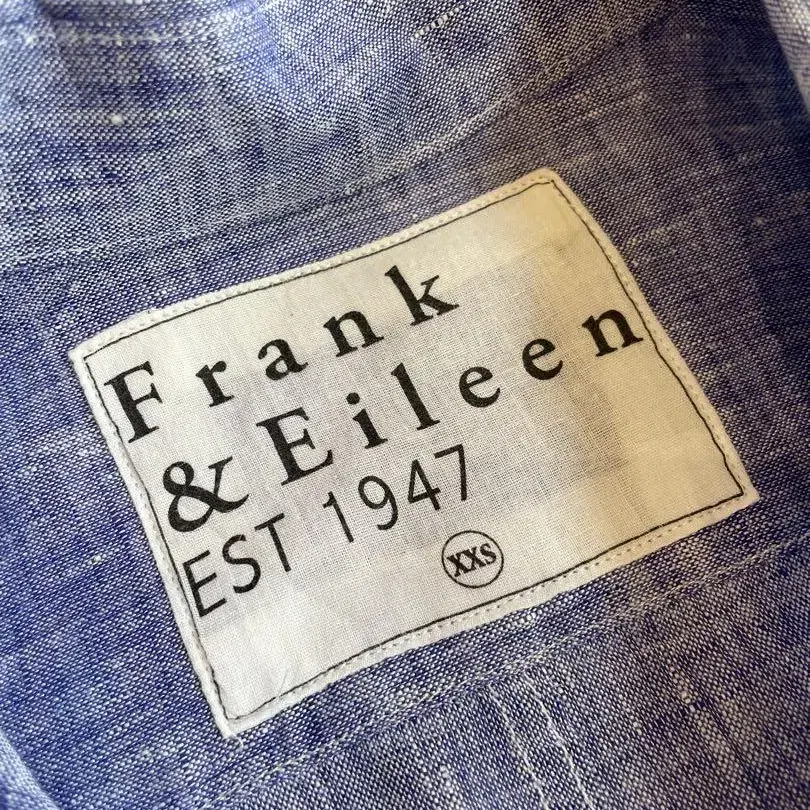 Frank
& Eileen
EST 1947
XXS